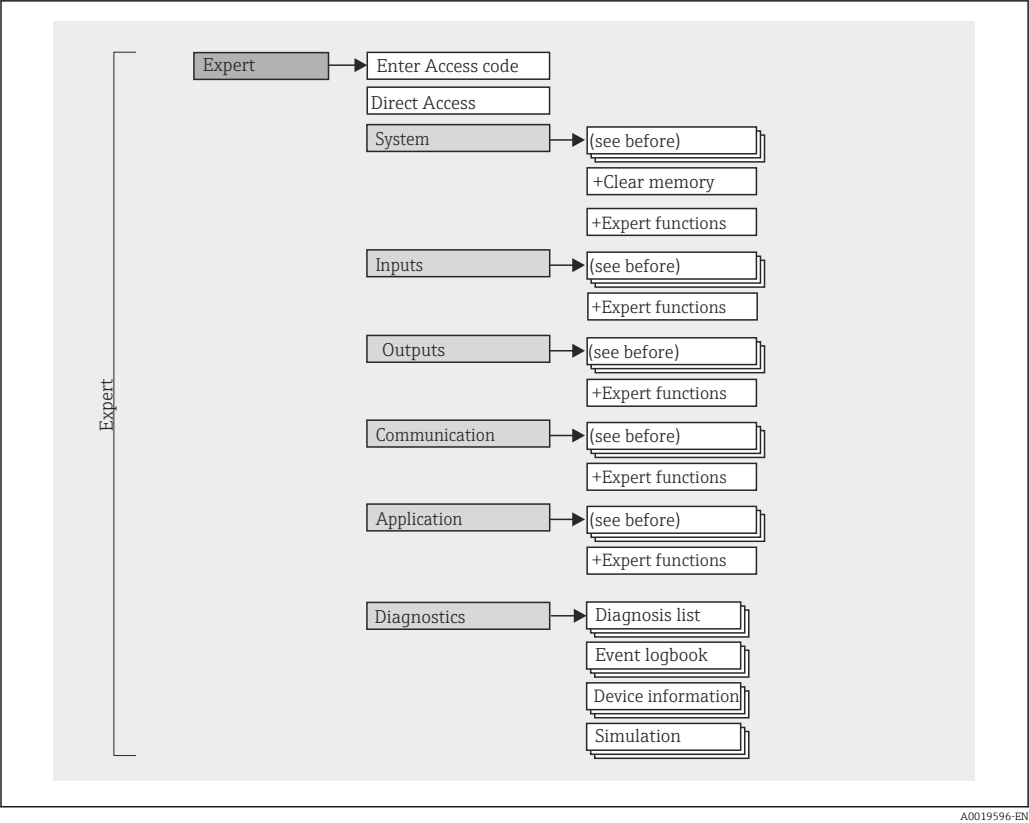 Expert
Expert
Enter Access code
Direct Access
System
(see before)
+Clear memory
+Expert functions
Inputs
(see before)
+Expert functions
Outputs
(see before)
+Expert functions
Communication
(see before)
+Expert functions
Application
(see before)
+Expert functions
Diagnostics
Diagnosis list
Event logbook
Device information
Simulation
A0019596-EN